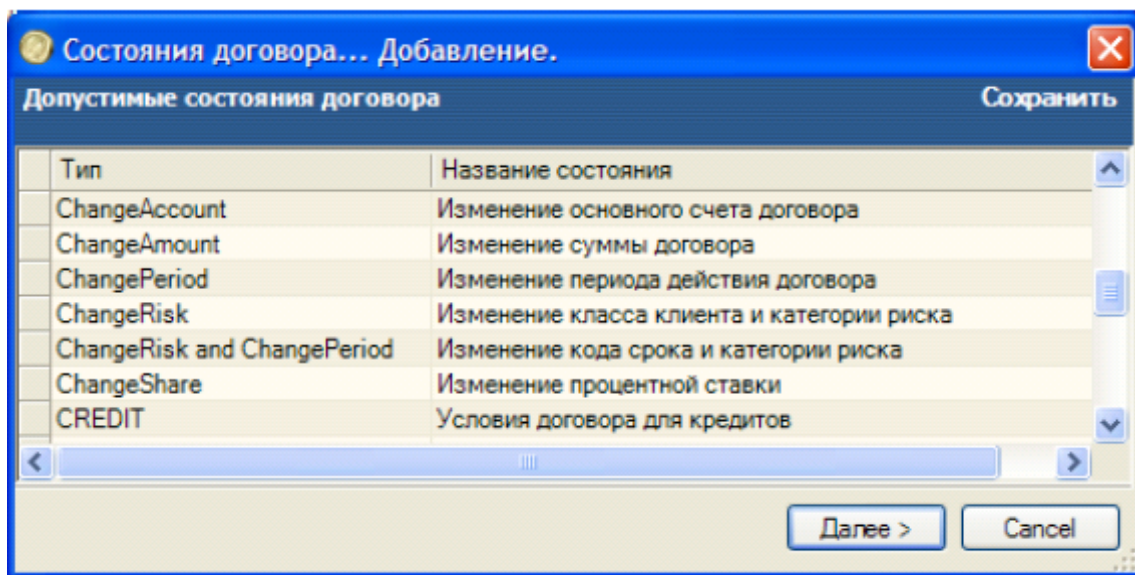 Состояния договора... Добавление.
Допустимые состояния договора Сохранить
Тип Название состояния
ChangeAccount Изменение основного счета договора
ChangeAmount Изменение суммы договора
ChangePeriod Изменение периода действия договора
ChangeRisk Изменение класса клиента и категории риска
ChangeRisk and ChangePeriod Изменение кода срока и категории риска
ChangeShare Изменение процентной ставки
CREDIT Условия договора для кредитов
Далее > Cancel